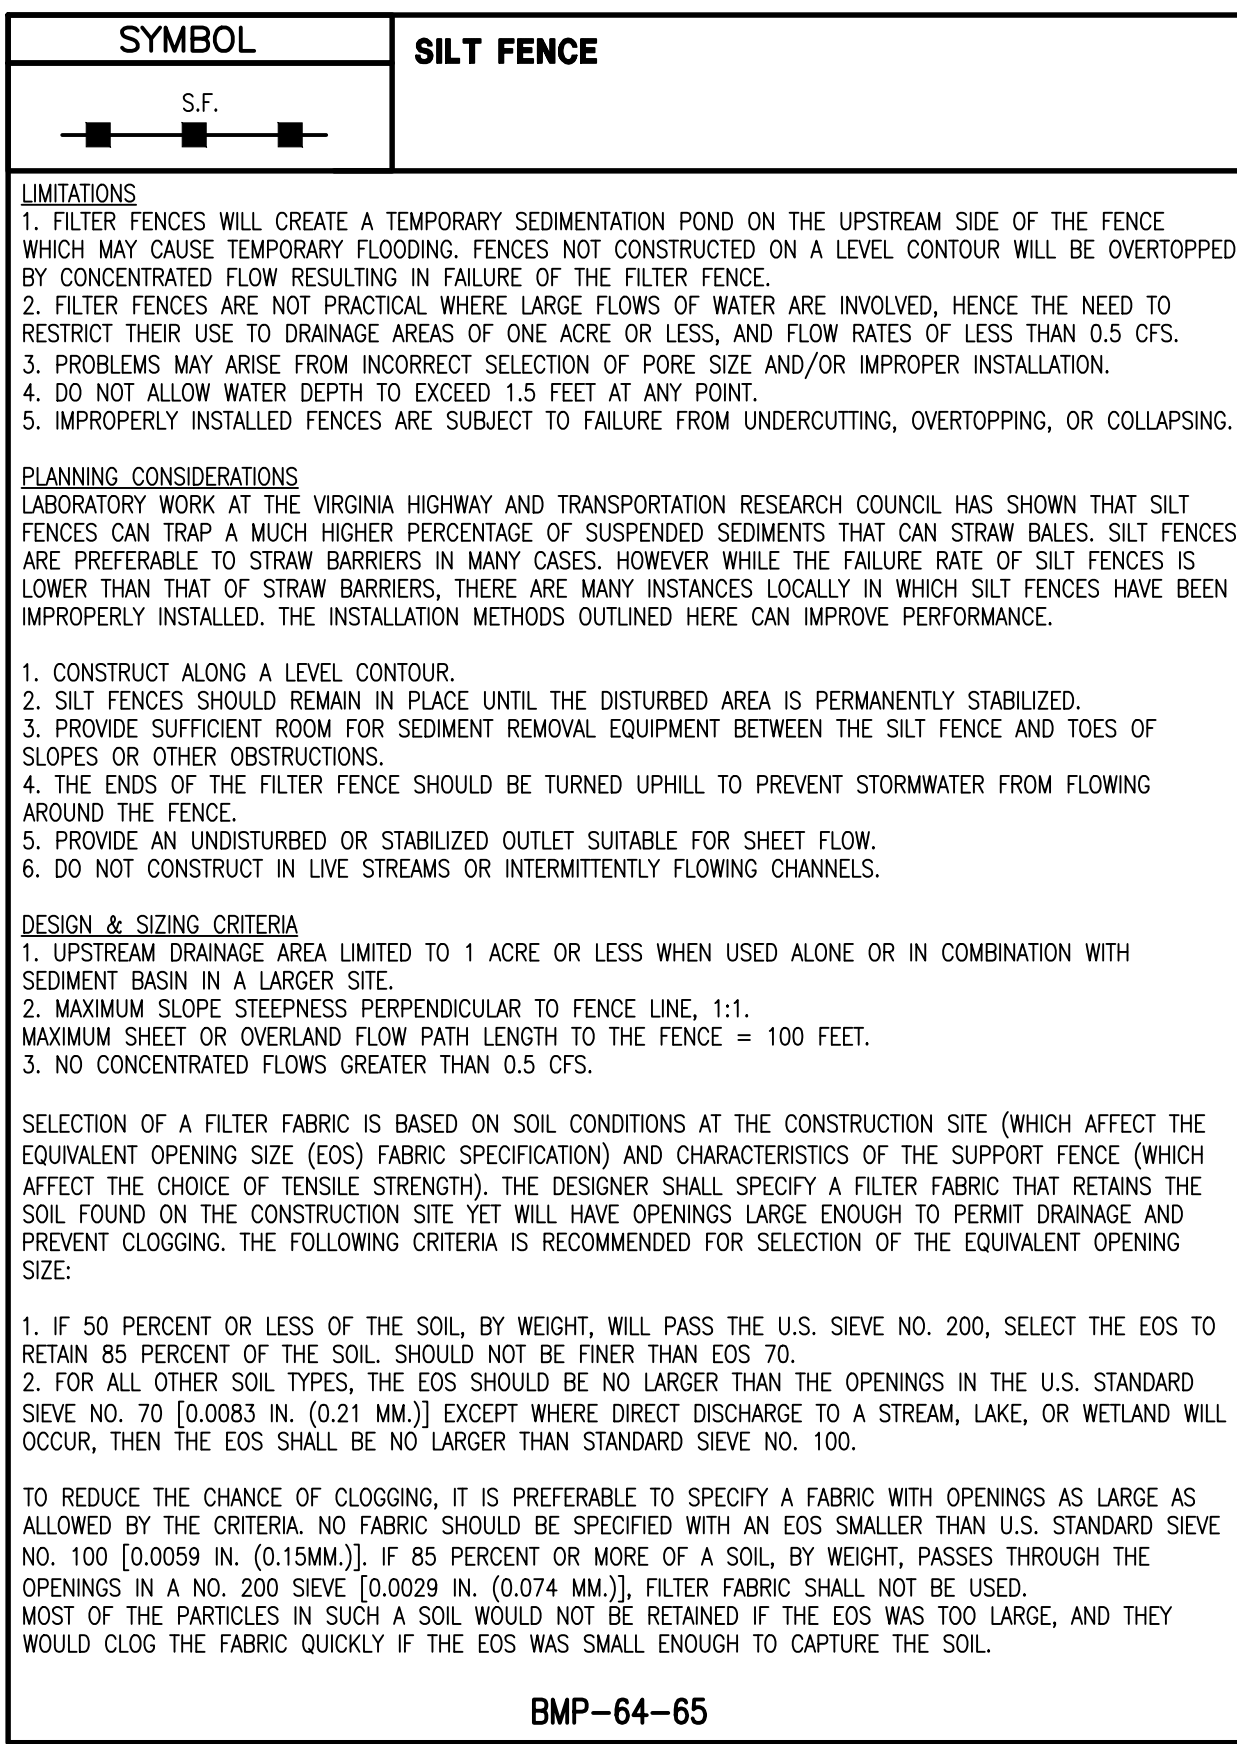 SYMBOL
SILT FENCE
S.F.
LIMITATIONS
1. FILTER FENCES WILL CREATE A TEMPORARY SEDIMENTATION POND ON THE UPSTREAM SIDE OF THE FENCE
WHICH MAY CAUSE TEMPORARY FLOODING. FENCES NOT CONSTRUCTED ON A LEVEL CONTOUR WILL BE OVERTOPPED
BY CONCENTRATED FLOW RESULTING IN FAILURE OF THE FILTER FENCE.
2. FILTER FENCES ARE NOT PRACTICAL WHERE LARGE FLOWS OF WATER ARE INVOLVED, HENCE THE NEED TO
RESTRICT THEIR USE TO DRAINAGE AREAS OF ONE ACRE OR LESS, AND FLOW RATES OF LESS THAN 0.5 CFS.
3. PROBLEMS MAY ARISE FROM INCORRECT SELECTION OF PORE SIZE AND/OR IMPROPER INSTALLATION.
4. DO NOT ALLOW WATER DEPTH TO EXCEED 1.5 FEET AT ANY POINT.
5. IMPROPERLY INSTALLED FENCES ARE SUBJECT TO FAILURE FROM UNDERCUTTING, OVERTOPPING, OR COLLAPSING.
PLANNING CONSIDERATIONS
LABORATORY WORK AT THE VIRGINIA HIGHWAY AND TRANSPORTATION RESEARCH COUNCIL HAS SHOWN THAT SILT
FENCES CAN TRAP A MUCH HIGHER PERCENTAGE OF SUSPENDED SEDIMENTS THAT CAN STRAW BALES. SILT FENCES
ARE PREFERABLE TO STRAW BARRIERS IN MANY CASES. HOWEVER WHILE THE FAILURE RATE OF SILT FENCES IS
LOWER THAN THAT OF STRAW BARRIERS, THERE ARE MANY INSTANCES LOCALLY IN WHICH SILT FENCES HAVE BEEN
IMPROPERLY INSTALLED. THE INSTALLATION METHODS OUTLINED HERE CAN IMPROVE PERFORMANCE.
1. CONSTRUCT ALONG A LEVEL CONTOUR.
2. SILT FENCES SHOULD REMAIN IN PLACE UNTIL THE DISTURBED AREA IS PERMANENTLY STABILIZED.
3. PROVIDE SUFFICIENT ROOM FOR SEDIMENT REMOVAL EQUIPMENT BETWEEN THE SILT FENCE AND TOES OF
SLOPES OR OTHER OBSTRUCTIONS.
4. THE ENDS OF THE FILTER FENCE SHOULD BE TURNED UPHILL TO PREVENT STORMWATER FROM FLOWING
AROUND THE FENCE.
5. PROVIDE AN UNDISTURBED OR STABILIZED OUTLET SUITABLE FOR SHEET FLOW.
6. DO NOT CONSTRUCT IN LIVE STREAMS OR INTERMITTENTLY FLOWING CHANNELS.
DESIGN & SIZING CRITERIA
1. UPSTREAM DRAINAGE AREA LIMITED TO 1 ACRE OR LESS WHEN USED ALONE OR IN COMBINATION WITH
SEDIMENT BASIN IN A LARGER SITE.
2. MAXIMUM SLOPE STEEPNESS PERPENDICULAR TO FENCE LINE, 1:1.
MAXIMUM SHEET OR OVERLAND FLOW PATH LENGTH TO THE FENCE = 100 FEET.
3. NO CONCENTRATED FLOWS GREATER THAN 0.5 CFS.
SELECTION OF A FILTER FABRIC IS BASED ON SOIL CONDITIONS AT THE CONSTRUCTION SITE (WHICH AFFECT THE
EQUIVALENT OPENING SIZE (EOS) FABRIC SPECIFICATION) AND CHARACTERISTICS OF THE SUPPORT FENCE (WHICH
AFFECT THE CHOICE OF TENSILE STRENGTH). THE DESIGNER SHALL SPECIFY A FILTER FABRIC THAT RETAINS THE
SOIL FOUND ON THE CONSTRUCTION SITE YET WILL HAVE OPENINGS LARGE ENOUGH TO PERMIT DRAINAGE AND
PREVENT CLOGGING. THE FOLLOWING CRITERIA IS RECOMMENDED FOR SELECTION OF THE EQUIVALENT OPENING
SIZE:
1. IF 50 PERCENT OR LESS OF THE SOIL, BY WEIGHT, WILL PASS THE U.S. SIEVE NO. 200, SELECT THE EOS TO
RETAIN 85 PERCENT OF THE SOIL. SHOULD NOT BE FINER THAN EOS 70.
2. FOR ALL OTHER SOIL TYPES, THE EOS SHOULD BE NO LARGER THAN THE OPENINGS IN THE U.S. STANDARD
SIEVE NO. 70 [0.0083 IN. (0.21 MM.)] EXCEPT WHERE DIRECT DISCHARGE TO A STREAM, LAKE, OR WETLAND WILL
OCCUR, THEN THE EOS SHALL BE NO LARGER THAN STANDARD SIEVE NO. 100.
TO REDUCE THE CHANCE OF CLOGGING, IT IS PREFERABLE TO SPECIFY A FABRIC WITH OPENINGS AS LARGE AS
ALLOWED BY THE CRITERIA. NO FABRIC SHOULD BE SPECIFIED WITH AN EOS SMALLER THAN U.S. STANDARD SIEVE
NO. 100 [0.0059 IN. (0.15MM.)]. IF 85 PERCENT OR MORE OF A SOIL, BY WEIGHT, PASSES THROUGH THE
OPENINGS IN A NO. 200 SIEVE [0.0029 IN. (0.074 MM.)], FILTER FABRIC SHALL NOT BE USED.
MOST OF THE PARTICLES IN SUCH A SOIL WOULD NOT BE RETAINED IF THE EOS WAS TOO LARGE, AND THEY
WOULD CLOG THE FABRIC QUICKLY IF THE EOS WAS SMALL ENOUGH TO CAPTURE THE SOIL.
BMP-64-65